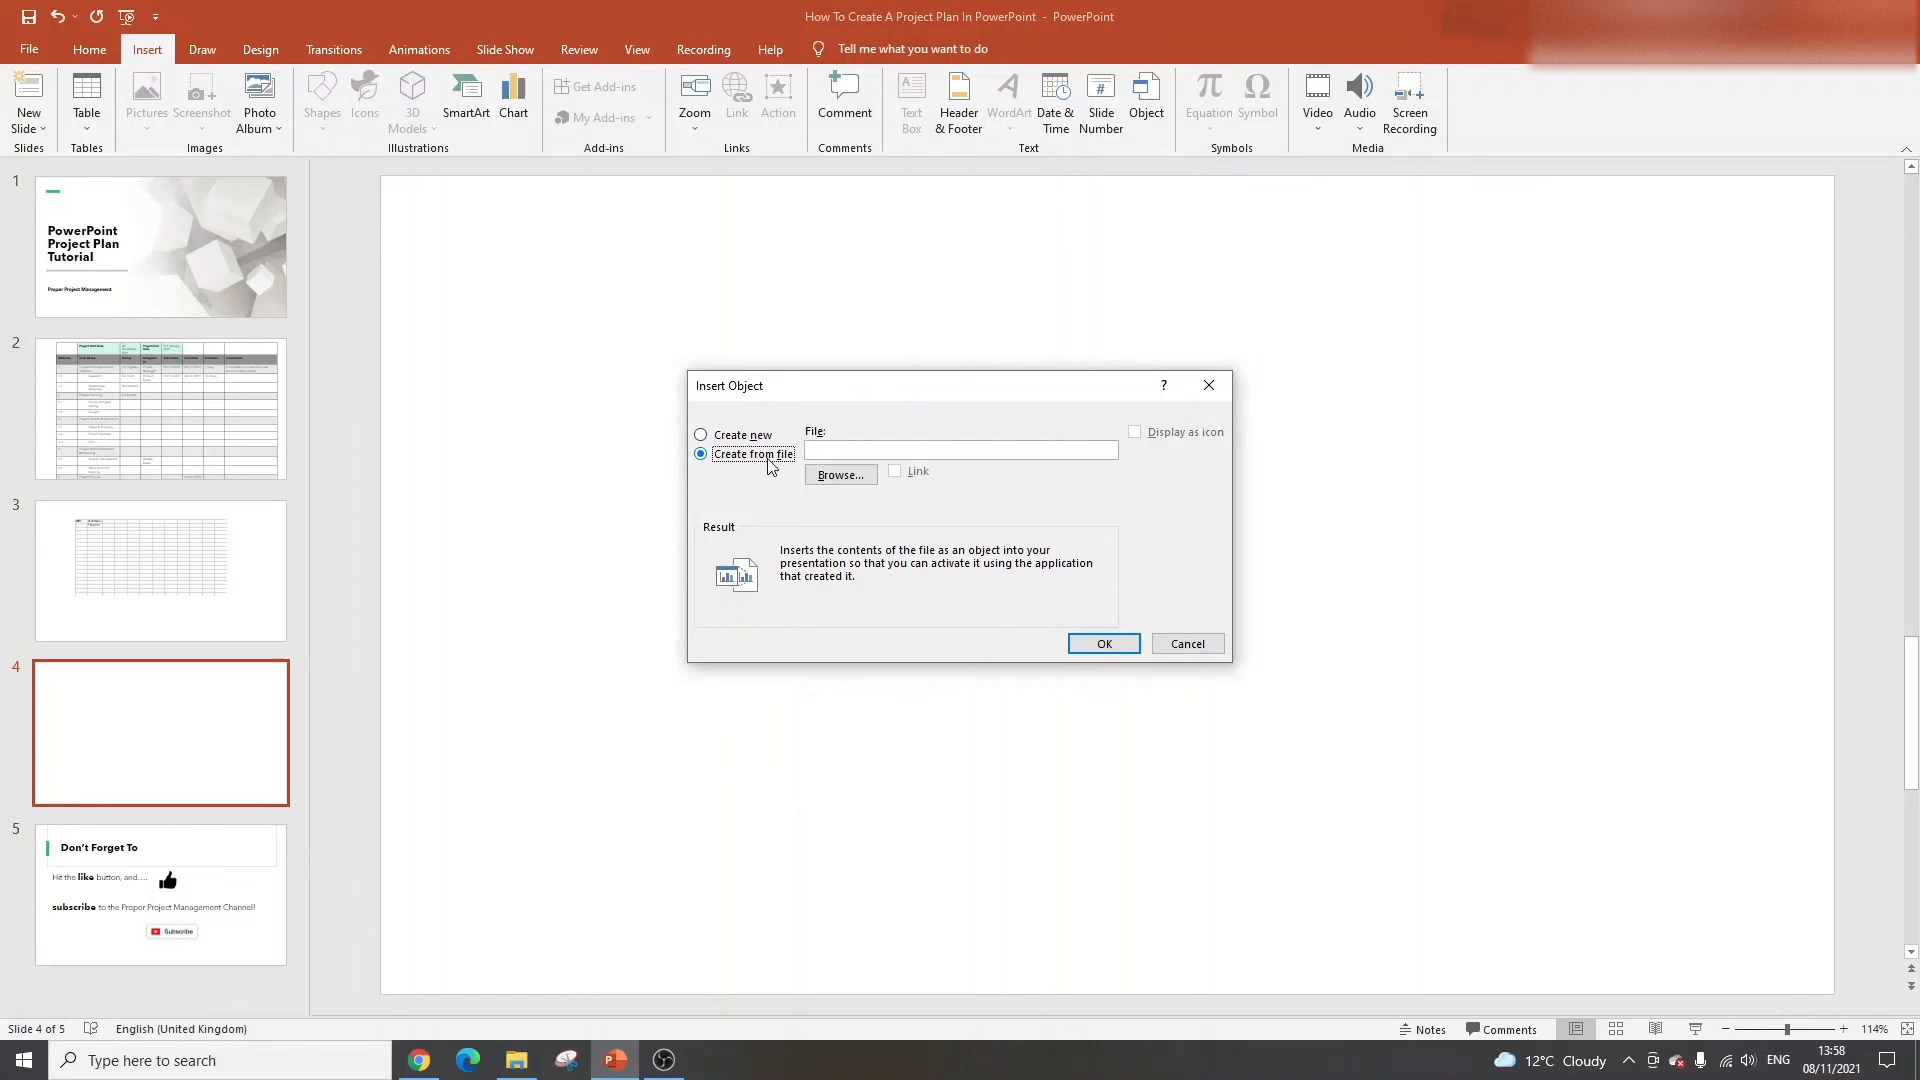 How To Create A Project Plan In PowerPoint - PowerPoint
File Home Insert Draw Design Transitions Animations Slide Show Review View Recording Help Tell me what you want to do
New Slide
Table
Pictures
Screenshot
Photo Album
Shapes
Icons
3D Models
SmartArt
Chart
Get Add-ins
My Add-ins
Zoom
Link
Action
Comment
Text Box
Header & Footer
WordArt
Date & Time
Slide Number
Object
Equation
Symbol
Video
Audio
Screen Recording
Slides Tables Images Illustrations Add-ins Links Comments Text Symbols Media
1
PowerPoint
Project Plan
Tutorial
Proper Project Management
2
3
4
5
Don't Forget To
Hit the like button, and....
subscribe to the Proper Project Management Channel!
Subscribe
Insert Object
?
Create new
Create from file
File:
Browse...
Link
Display as icon
Result
Inserts the contents of the file as an object into your
presentation so that you can activate it using the application
that created it.
OK Cancel
Slide 4 of 5 English (United Kingdom) Notes Comments 114%
Type here to search
12°C Cloudy ENG
13:58
08/11/2021